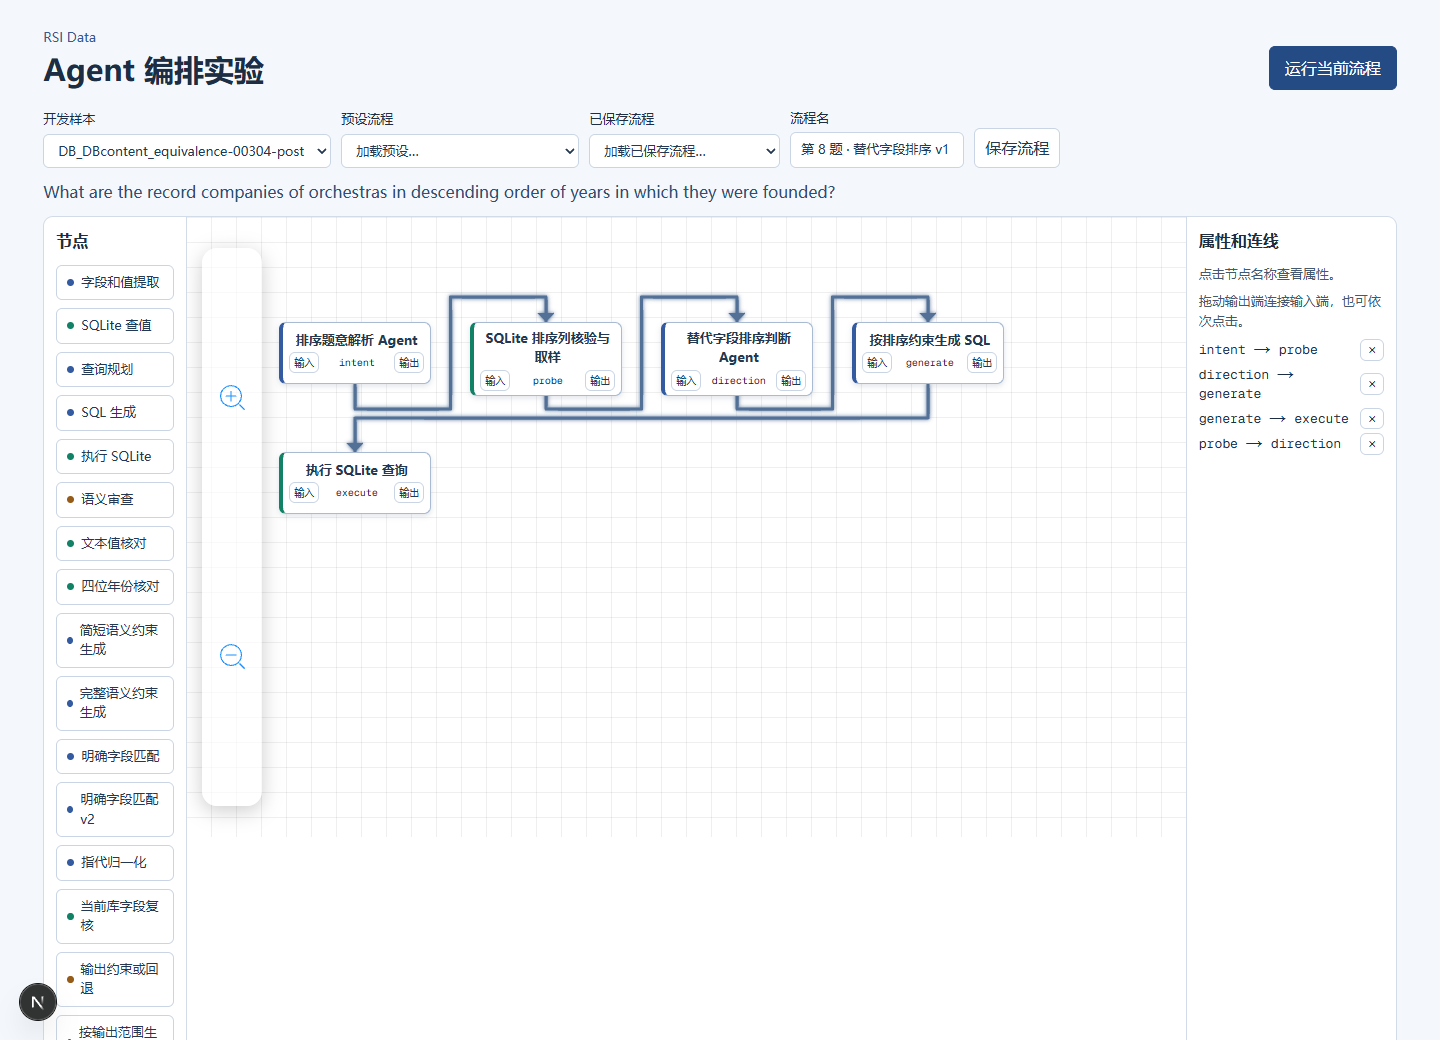 RSI Data
Agent 编排实验
运行当前流程
开发样本
预设流程
已保存流程
流程名
DB_DBcontent_equivalence-00304-post
加载预设...
加载已保存流程...
第 8 题 · 替代字段排序 v1
保存流程
What are the record companies of orchestras in descending order of years in which they were founded?
节点
字段和值提取
SQLite 查值
查询规划
SQL 生成
执行 SQLite
语义审查
文本值核对
四位年份核对
简短语义约束
生成
完整语义约束
生成
明确字段匹配
明确字段匹配
v2
指代归一化
当前库字段复
核
输出约束或回
退
按输出范围生
排序题意解析 Agent
输入
intent
输出
SQLite 排序列核验与
取样
输入
probe
输出
替代字段排序判断
Agent
输入
direction
输出
按排序约束生成 SQL
输入
generate
输出
执行 SQLite 查询
输入
execute
输出
属性和连线
点击节点名称查看属性。
拖动输出端连接输入端，也可依
次点击。
intent → probe
×
direction →
generate
×
generate → execute
×
probe → direction
×
N